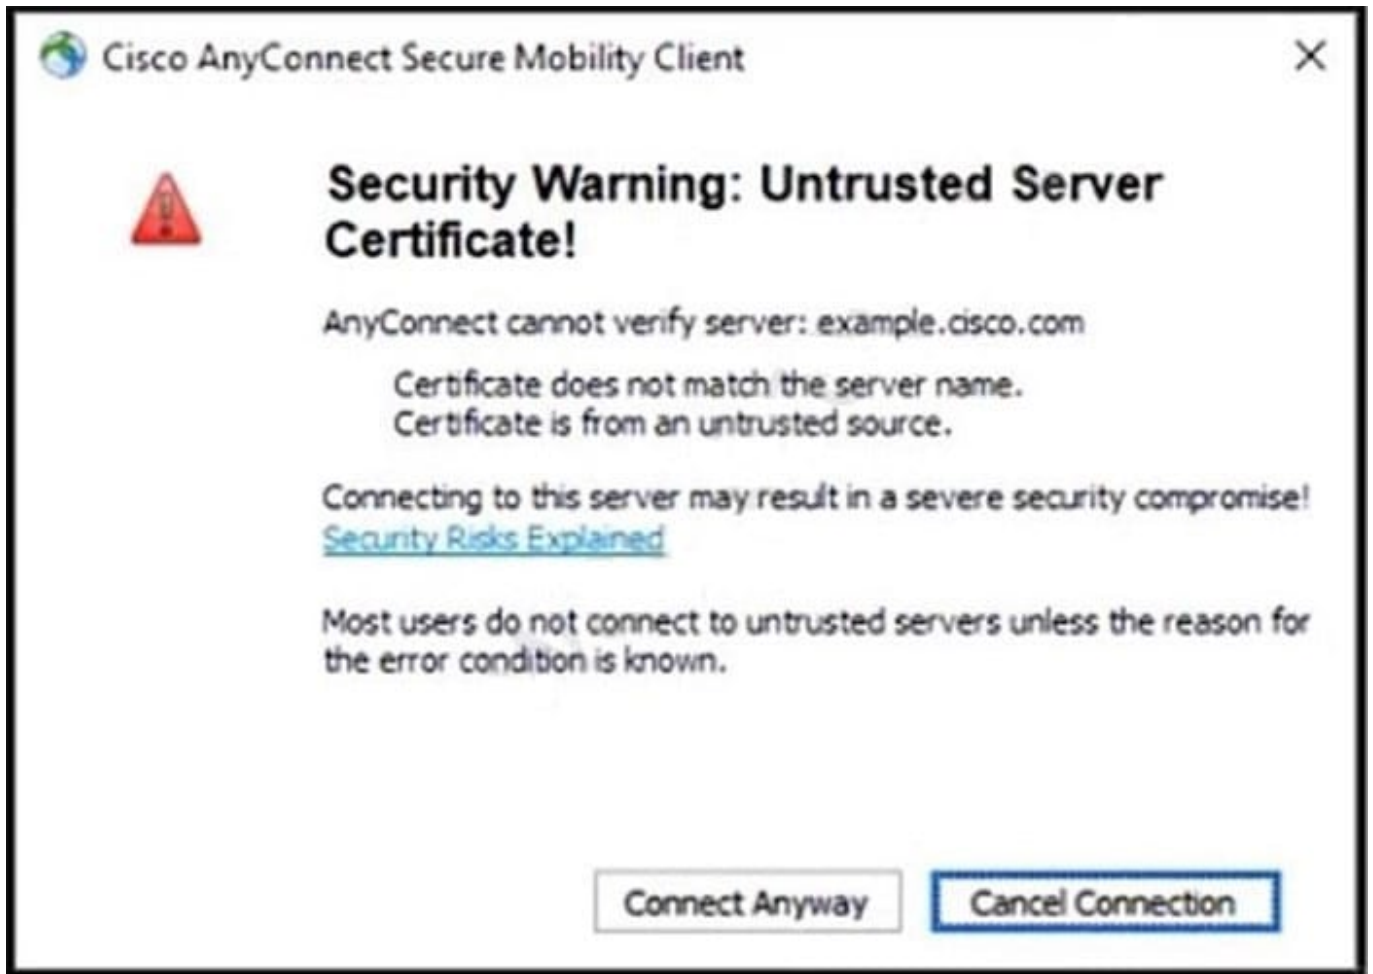 Cisco AnyConnect Secure Mobility Client
Security Warning: Untrusted Server
Certificate!
AnyConnect cannot verify server: example.cisco.com
Certificate does not match the server name.
Certificate is from an untrusted source.
Connecting to this server may result in a severe security compromise!
Security Risks Explained
Most users do not connect to untrusted servers unless the reason for
the error condition is known.
Connect Anyway
Cancel Connection